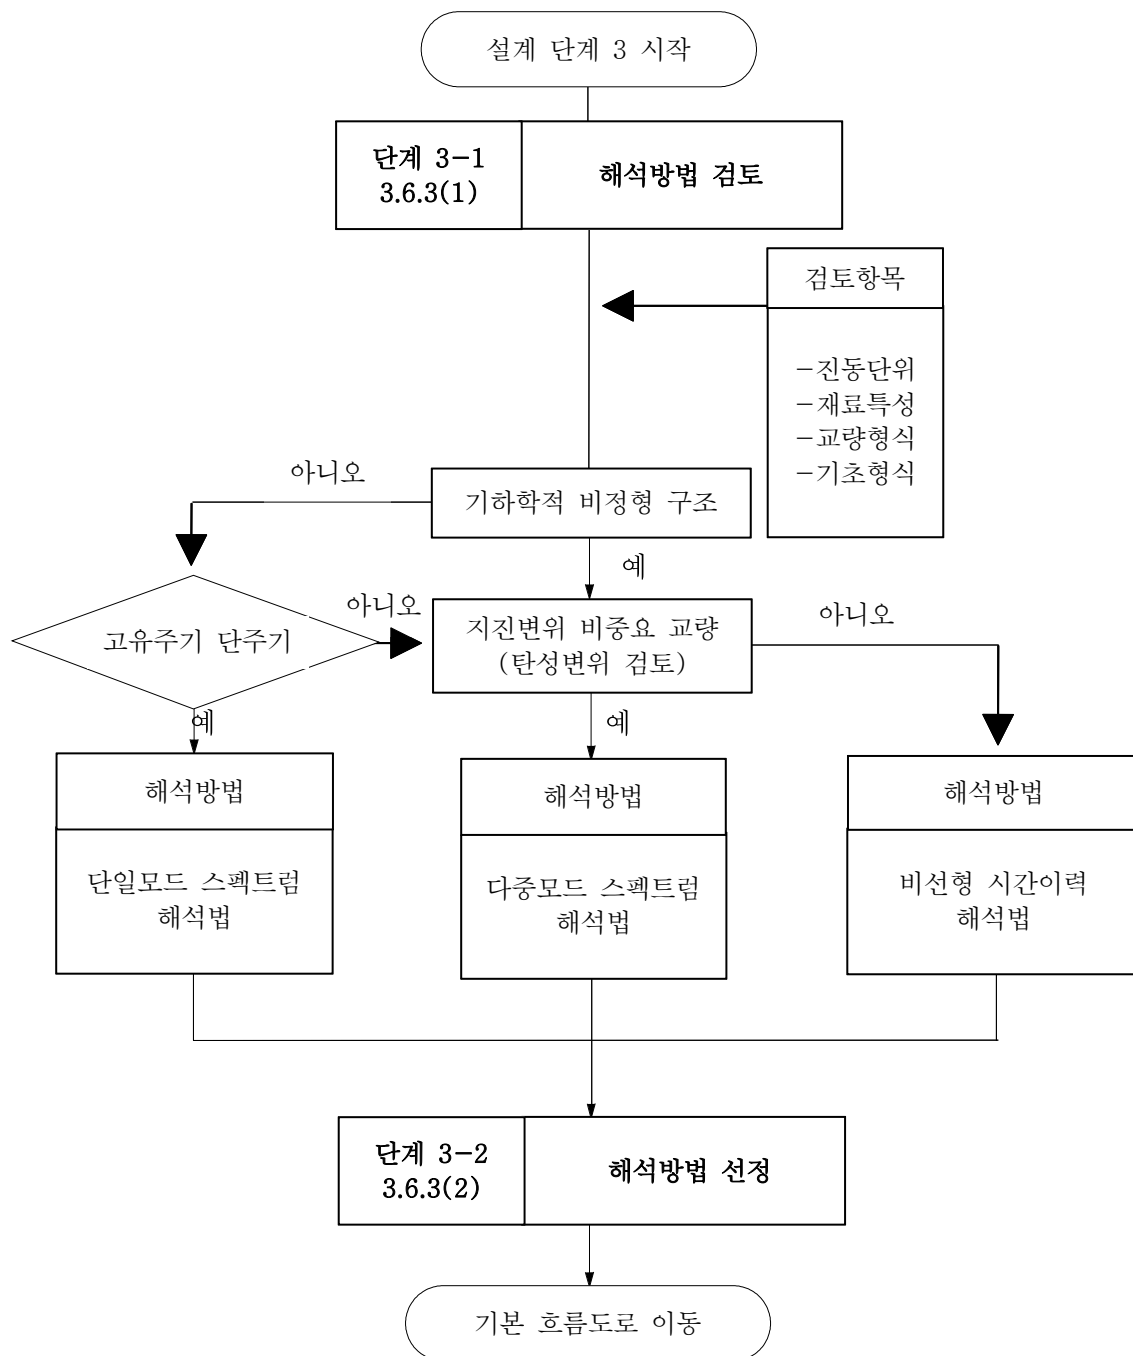 설계 단계 3 시작
단계 3-1
3.6.3(1)
해석방법 검토
검토항목
-진동단위
-재료특성
-교량형식
-기초형식
아니오
기하학적 비정형 구조
예
고유주기 단주기
아니오
지진변위 비중요 교량
(탄성변위 검토)
아니오
예
예
해석방법
단일모드 스펙트럼
해석법
해석방법
다중모드 스펙트럼
해석법
해석방법
비선형 시간이력
해석법
단계 3-2
3.6.3(2)
해석방법 선정
기본 흐름도로 이동